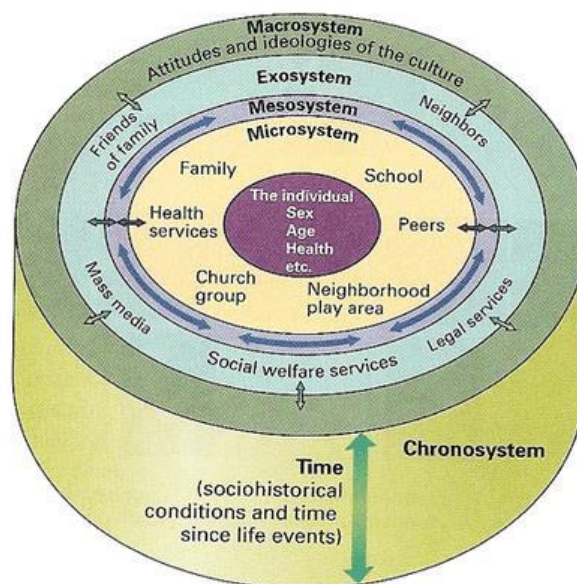 Macrosystem
Attitudes and ideologies of the culture
Exosystem
Mesosystem
Microsystem
Friends
of family
Neighbors
Family
School
The individual
Sex
Age
Health
etc.
Health
services
Peers
Church
group
Neighborhood
play area
Mass media
Legal services
Social welfare services
Chronosystem
Time
(sociohistorical
conditions and time
since life events)